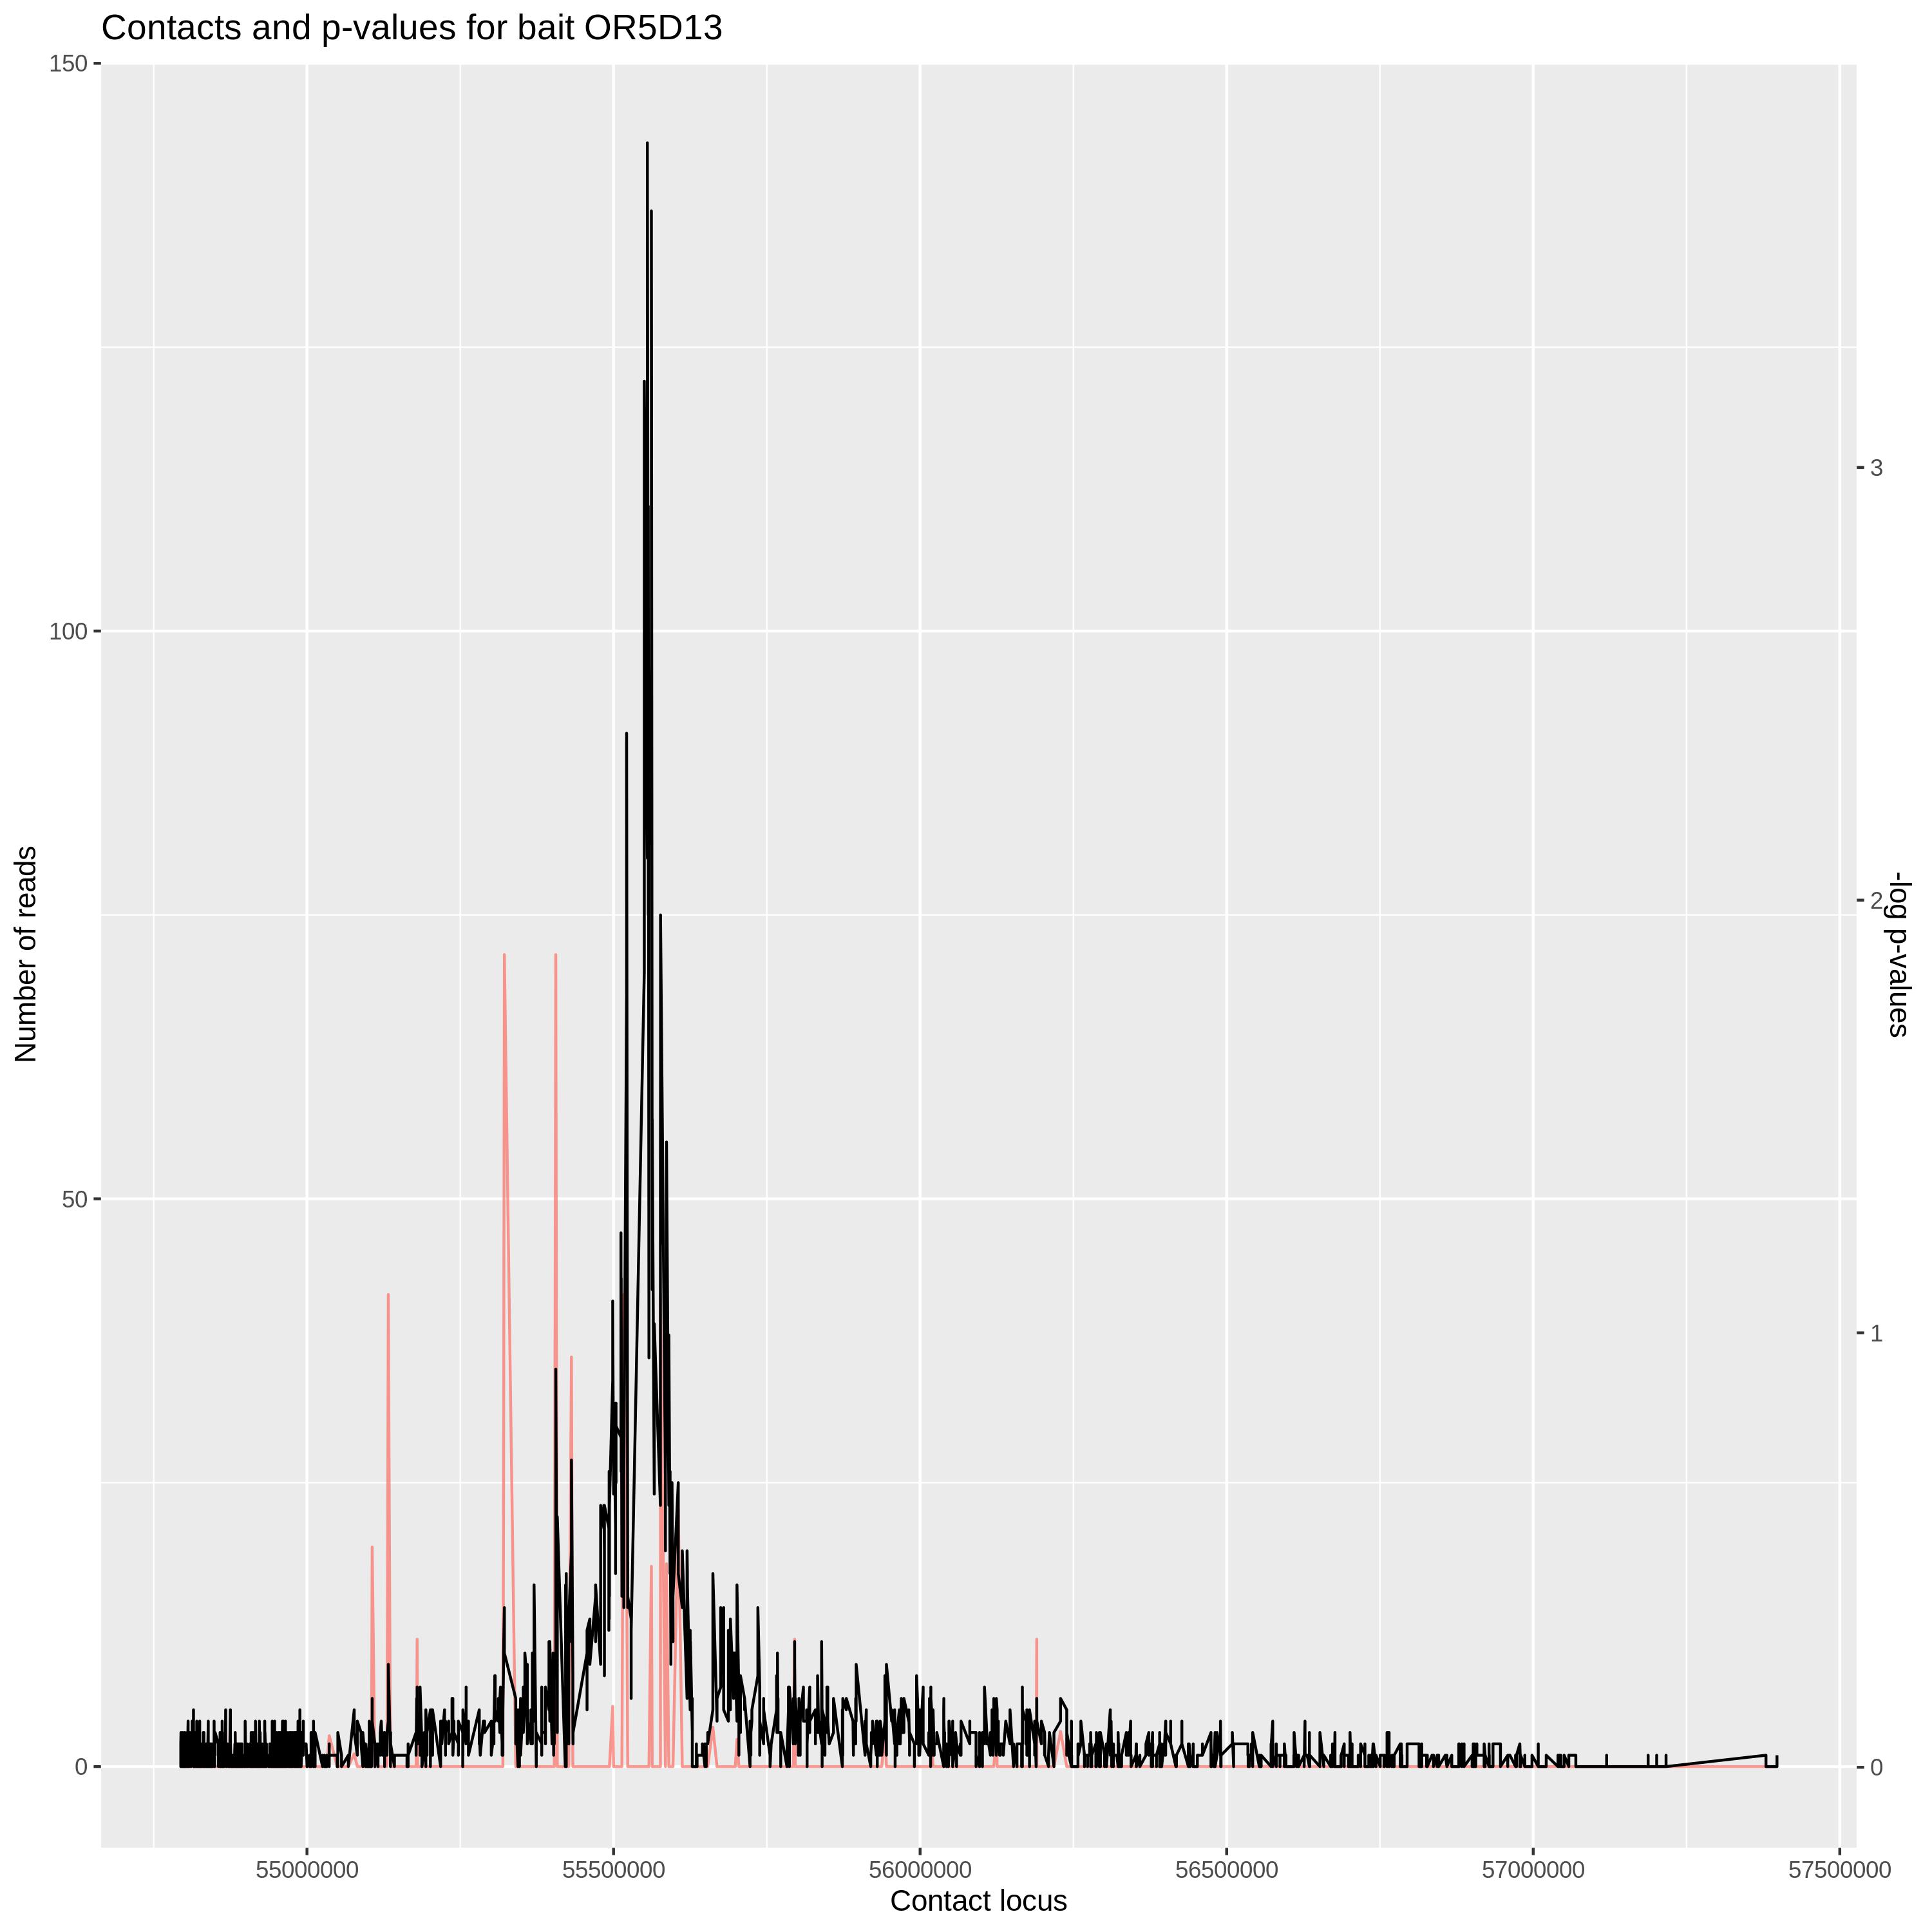 Contacts and p-values for bait OR5D13
150
100
50
0
Number of reads
3
2
1
0
-log p-values
55000000 55500000 56000000 56500000 57000000 57500000
Contact locus